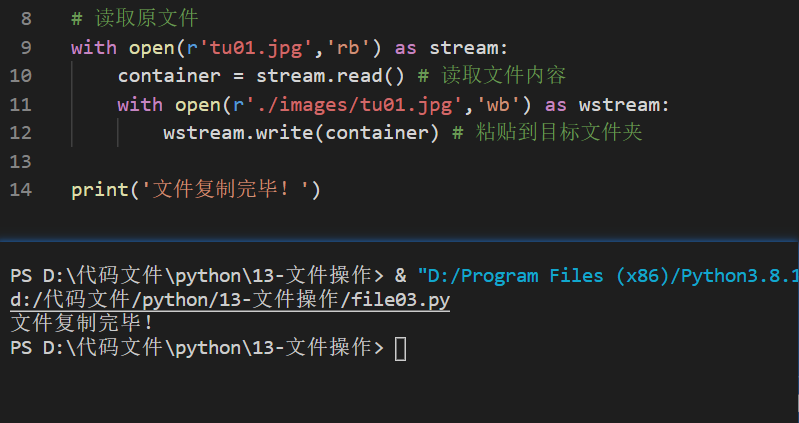 8 # 读取原文件
9 with open(r'tu01.jpg','rb') as stream:
10 container = stream.read() # 读取文件内容
11 with open(r'./images/tu01.jpg','wb') as wstream:
12 wstream.write(container) # 粘贴到目标文件夹
13
14 print('文件复制完毕！')
PS D:\代码文件\python\13-文件操作> & "D:/Program Files (x86)/Python3.8.1
d:/代码文件/python/13-文件操作/file03.py
文件复制完毕！
PS D:\代码文件\python\13-文件操作>